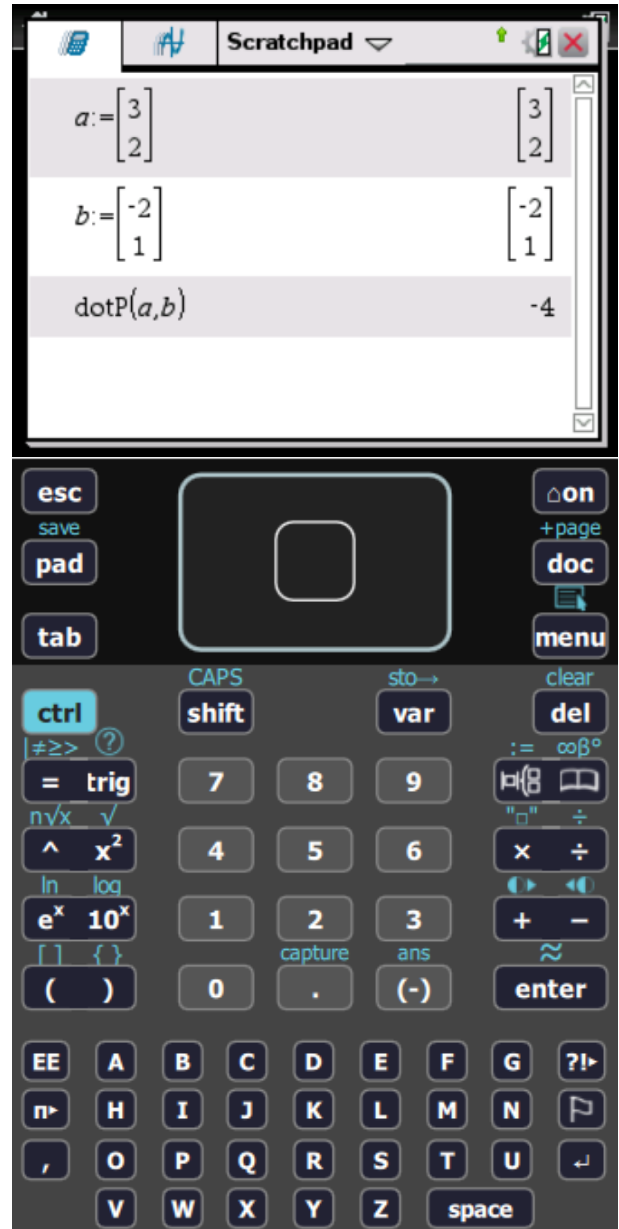 Scratchpad
a:=[3 2] [3 2]
b:=[-2 1] [-2 1]
dotP(a,b) -4
esc ⌂on
save +page
pad doc
tab menu
CAPS sto→ clear
ctrl shift var del
|≠≥> ? := ∞β°
= trig 7 8 9
n√x √ "□" ÷
^ x² 4 5 6 × ÷
ln log
eˣ 10ˣ 1 2 3 + −
[ ] { } capture ans ≈
( ) 0 . (-) enter
EE A B C D E F G ?!▸
π▸ H I J K L M N
, O P Q R S T U ↵
V W X Y Z space